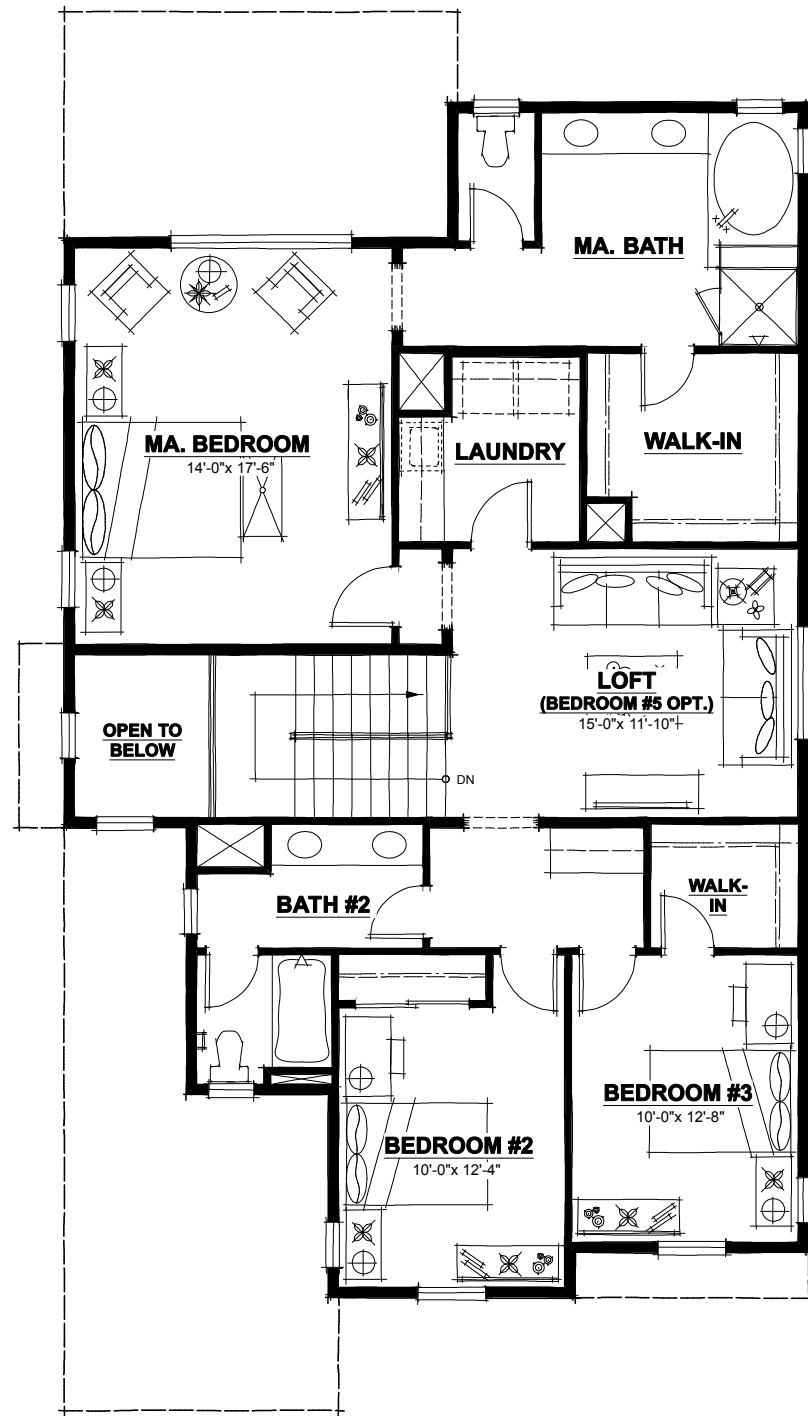 MA. BATH
MA. BEDROOM
14'-0"x 17'-6"
LAUNDRY
WALK-IN
LOFT
(BEDROOM #5 OPT.)
15'-0"x 11'-10"
OPEN TO
BELOW
DN
BATH #2
WALK-
IN
BEDROOM #3
10'-0"x 12'-8"
BEDROOM #2
10'-0"x 12'-4"